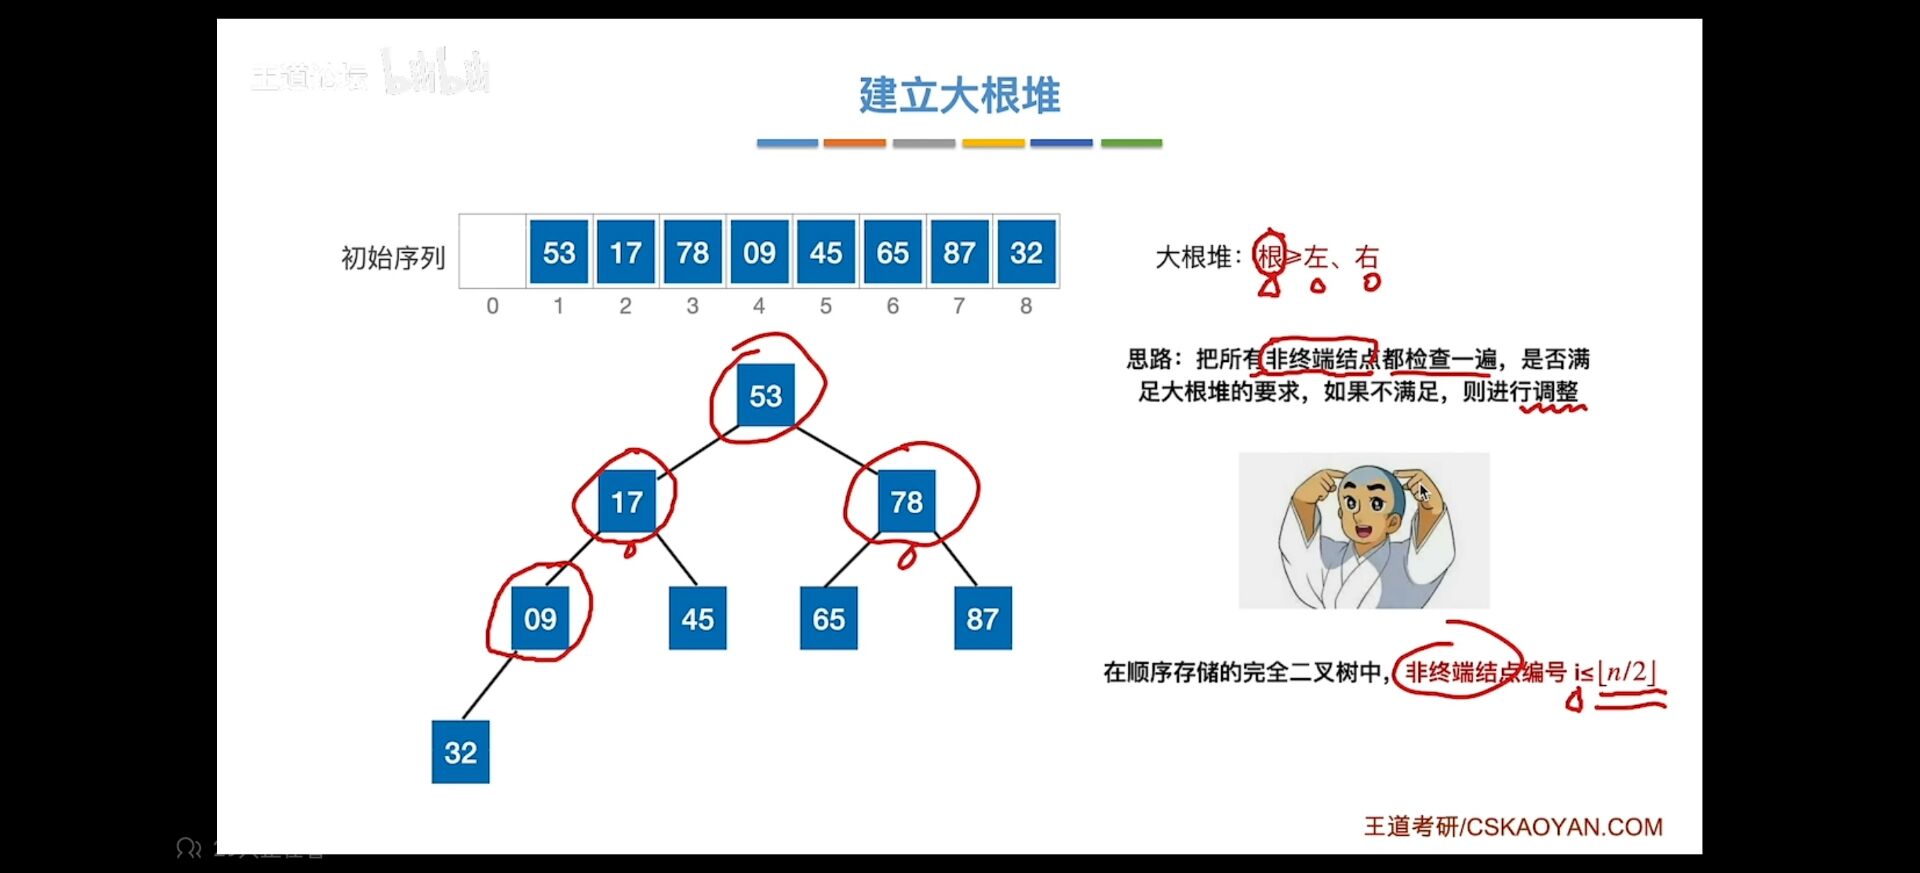 王道论坛 bilibili
建立大根堆
初始序列 53 17 78 09 45 65 87 32
0 1 2 3 4 5 6 7 8
大根堆：根≥左、右
思路：把所有非终端结点都检查一遍，是否满
足大根堆的要求，如果不满足，则进行调整
53
17 78
09 45 65 87
32
在顺序存储的完全二叉树中，非终端结点编号 i≤⌊n/2⌋
王道考研/CSKAOYAN.COM